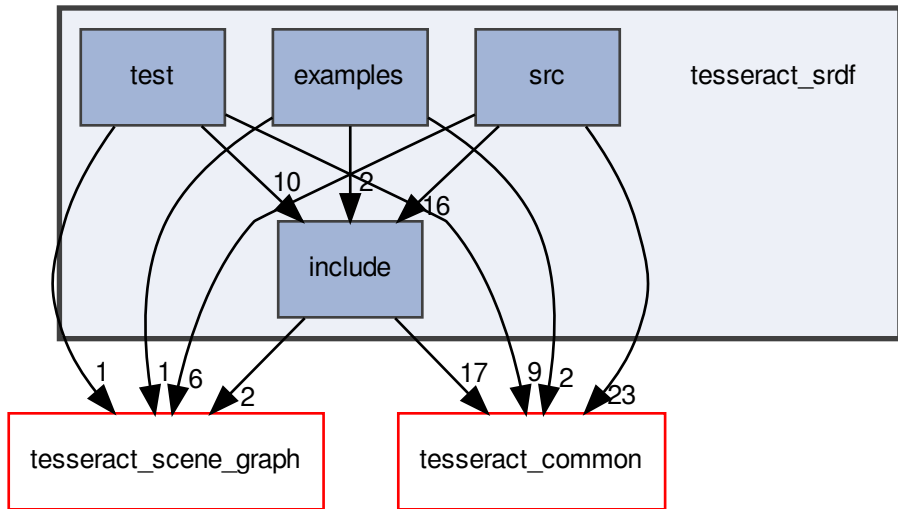 test
examples
src
tesseract_srdf
10
2
16
include
1
1
6
2
17
9
2
23
tesseract_scene_graph
tesseract_common